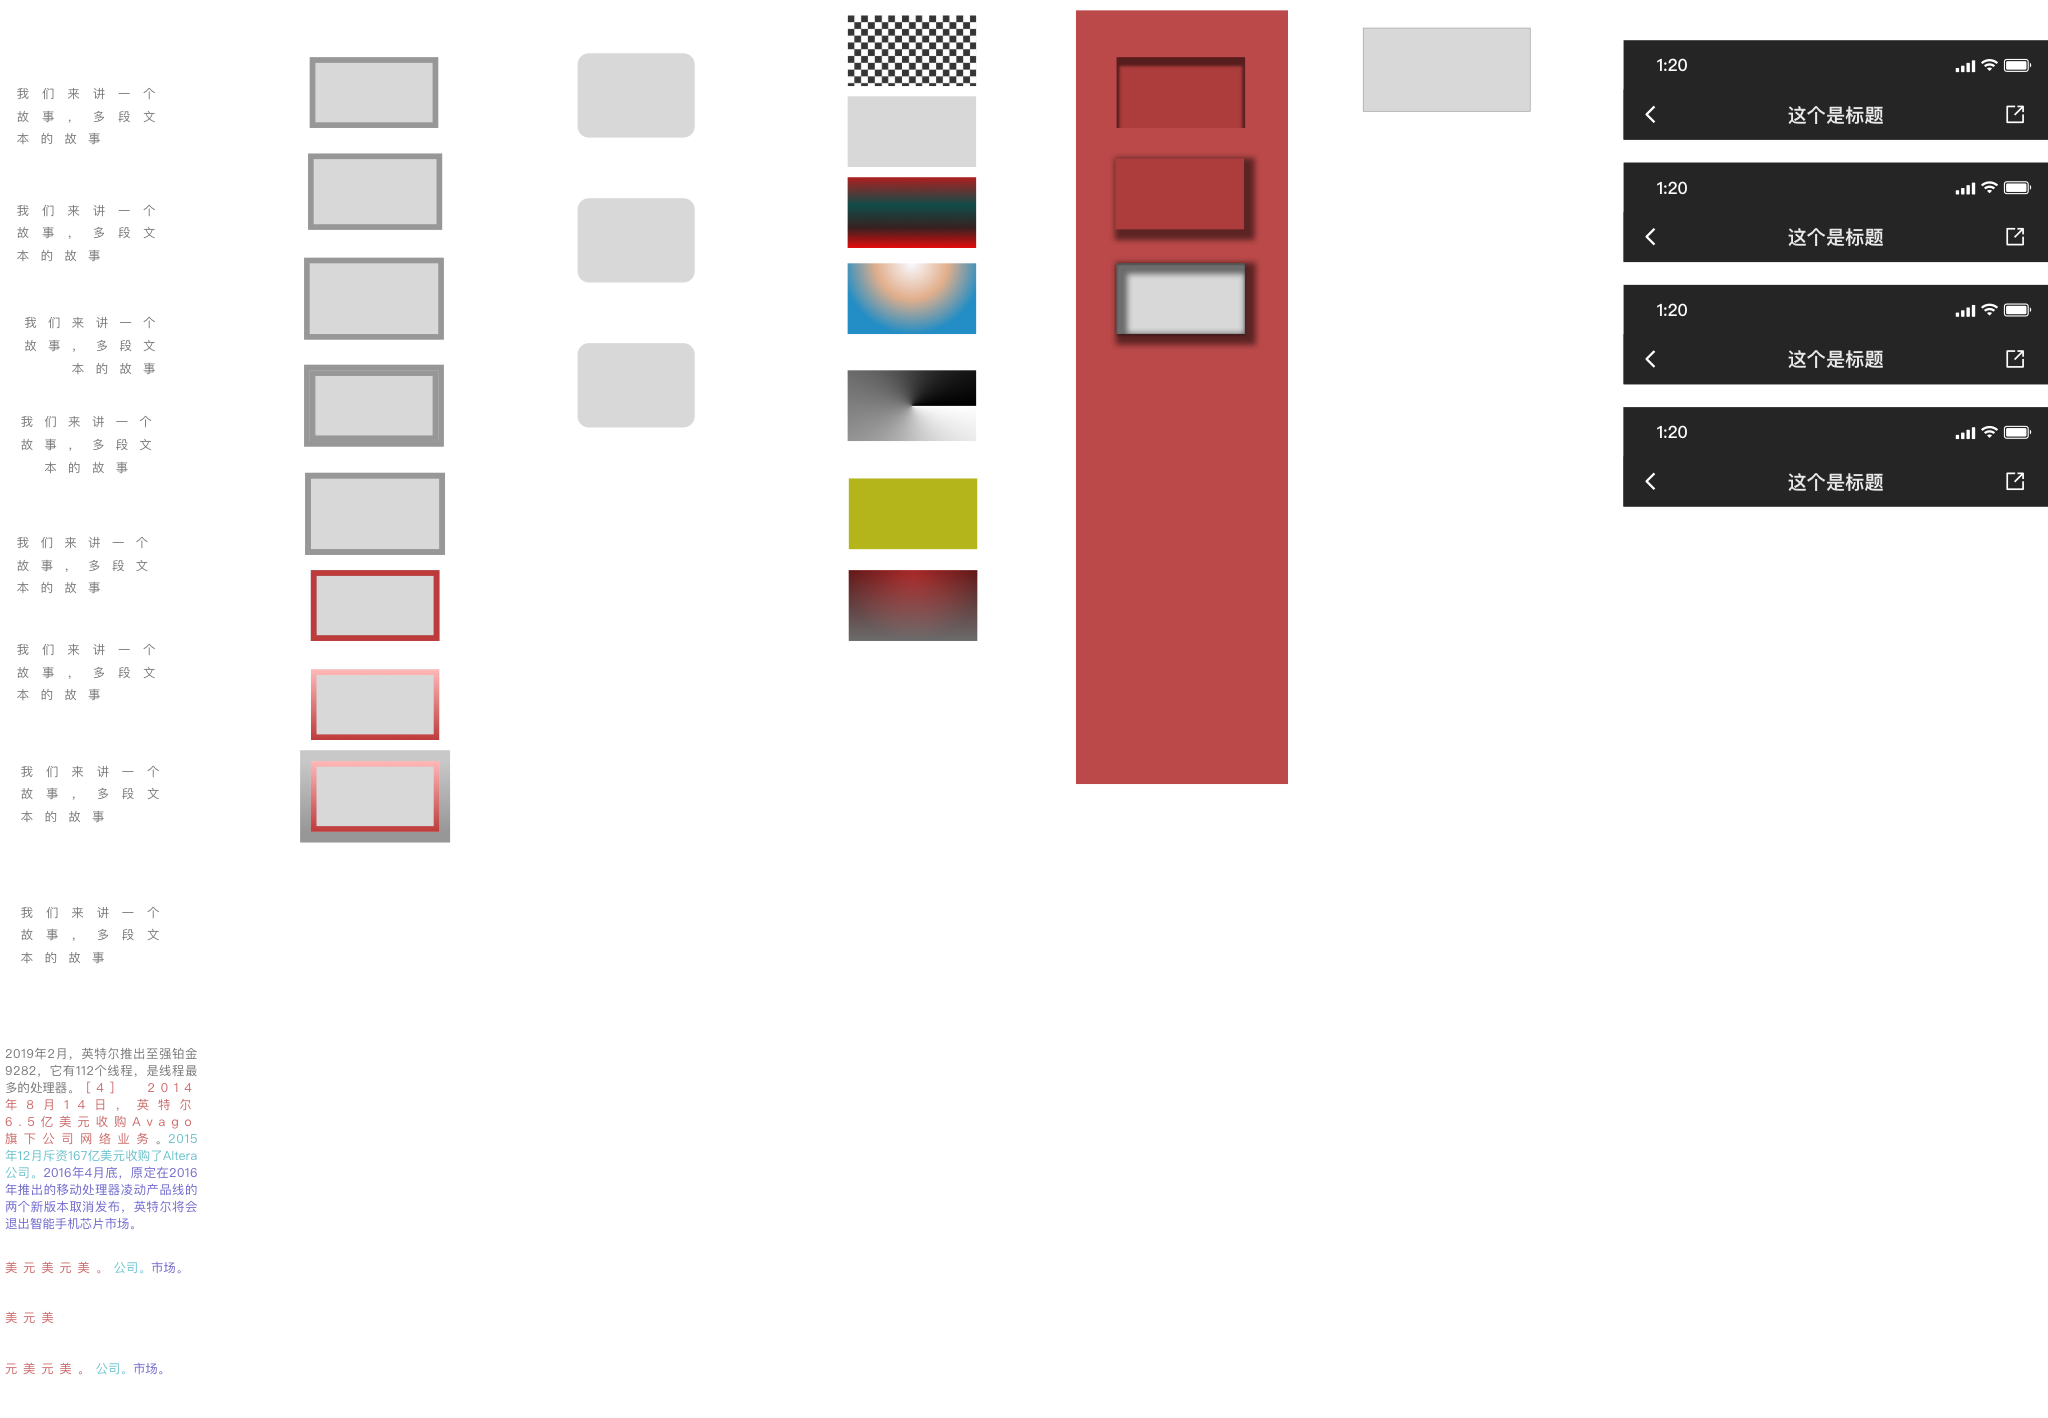 我们来讲一个
故事，多段文
本的故事
我们来讲一个
故事，多段文
本的故事
我们来讲一个
故事，多段文
本的故事
我们来讲一个
故事，多段文
本的故事
我们来讲一个
故事，多段文
本的故事
我们来讲一个
故事，多段文
本的故事
我们来讲一个
故事，多段文
本的故事
我们来讲一个
故事，多段文
本的故事
2019年2月，英特尔推出至强铂金
9282，它有112个线程，是线程最
多的处理器。[4] 2014
年8月14日，英特尔
6.5亿美元收购Avago
旗下公司网络业务。2015
年12月斥资167亿美元收购了Altera
公司。2016年4月底，原定在2016
年推出的移动处理器凌动产品线的
两个新版本取消发布，英特尔将会
退出智能手机芯片市场。
美元美元美。公司。市场。
美元美
元美元美。公司。市场。
1:20
这个是标题
1:20
这个是标题
1:20
这个是标题
1:20
这个是标题